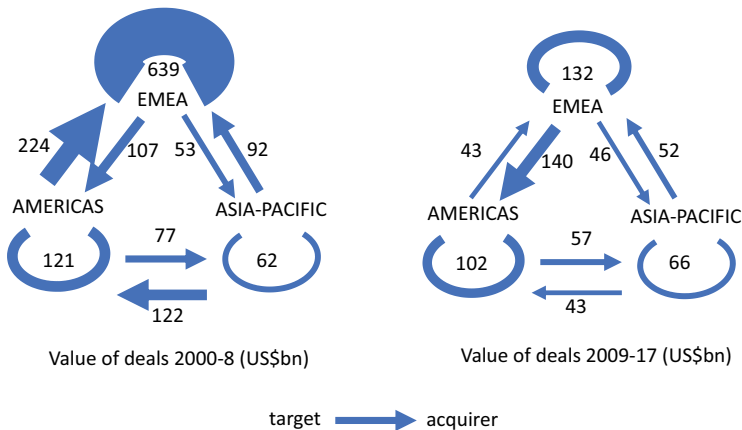 639
EMEA
224
107
53
92
AMERICAS
ASIA-PACIFIC
77
121
62
122
Value of deals 2000-8 (US$bn)
132
EMEA
43
140
46
52
AMERICAS
ASIA-PACIFIC
57
102
66
43
Value of deals 2009-17 (US$bn)
target acquirer